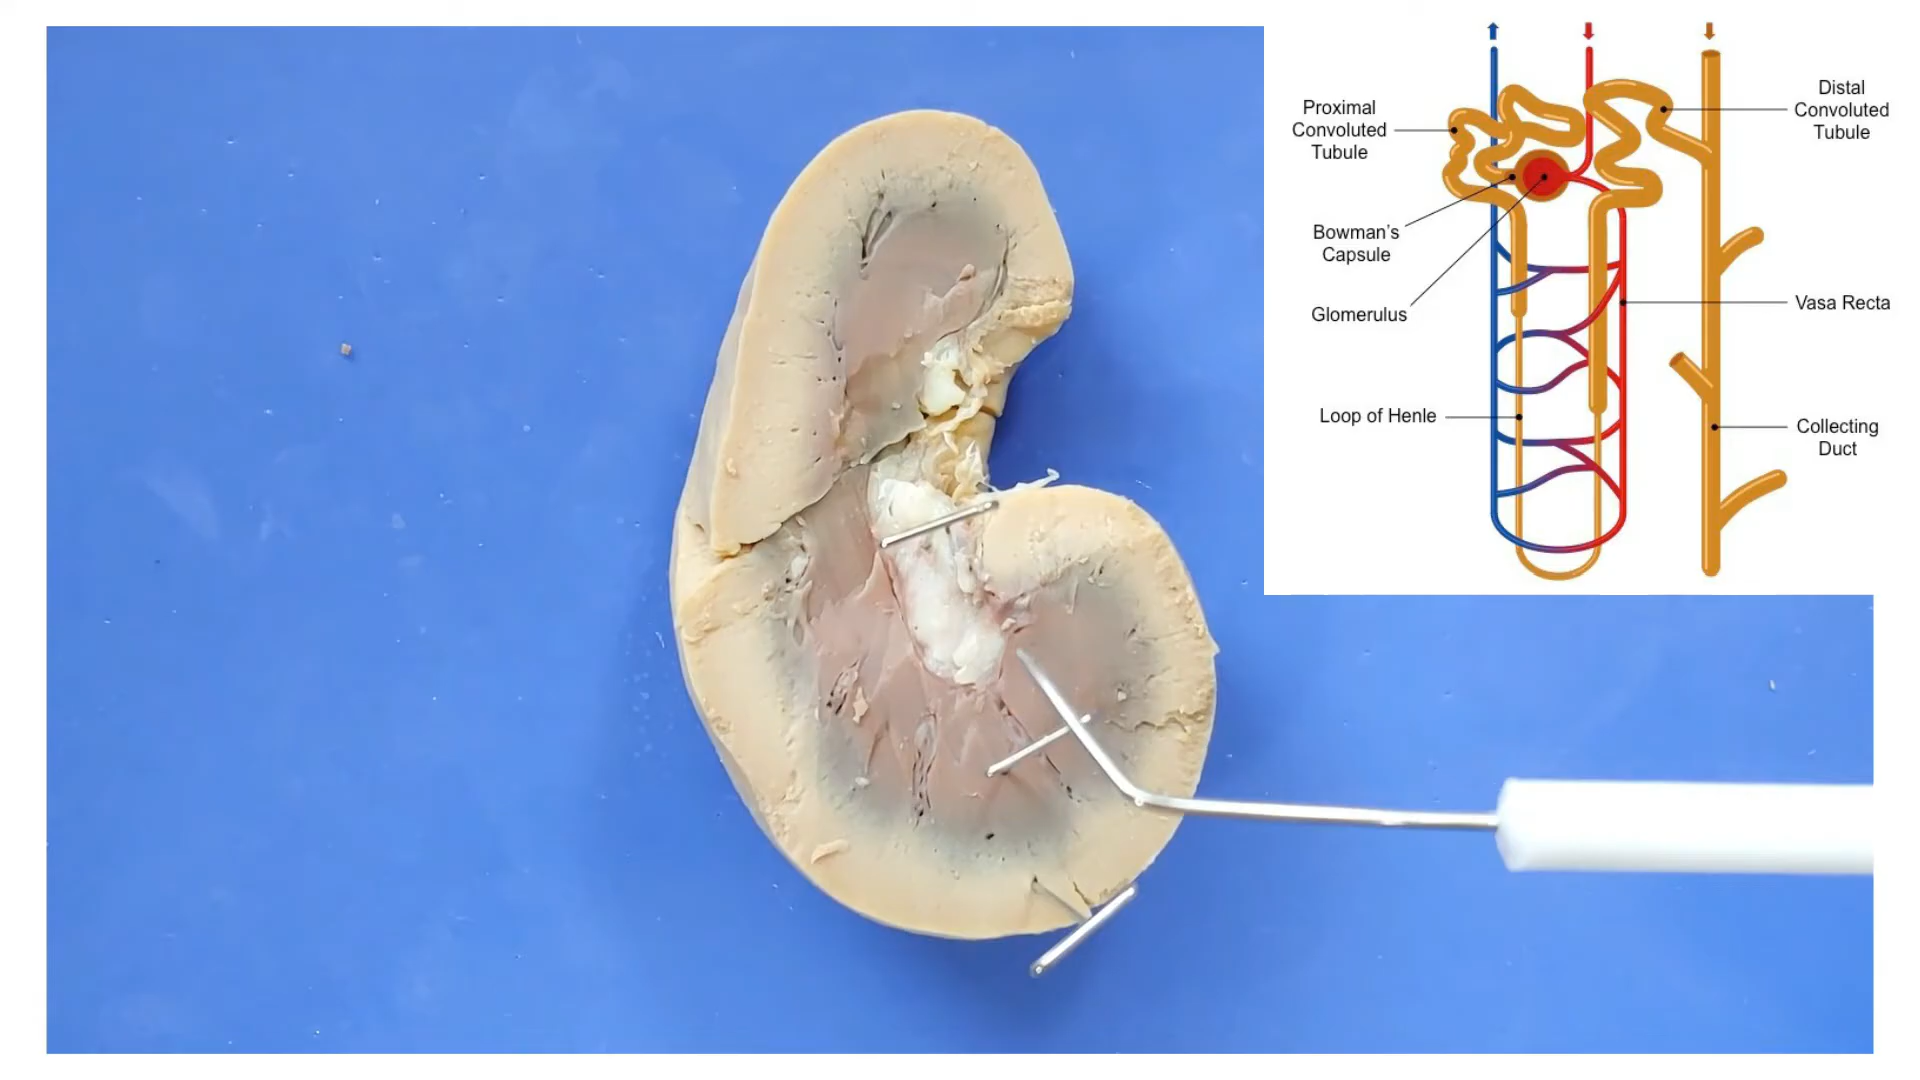 Proximal
Convoluted
Tubule
Bowman's
Capsule
Glomerulus
Loop of Henle
Distal
Convoluted
Tubule
Vasa Recta
Collecting
Duct